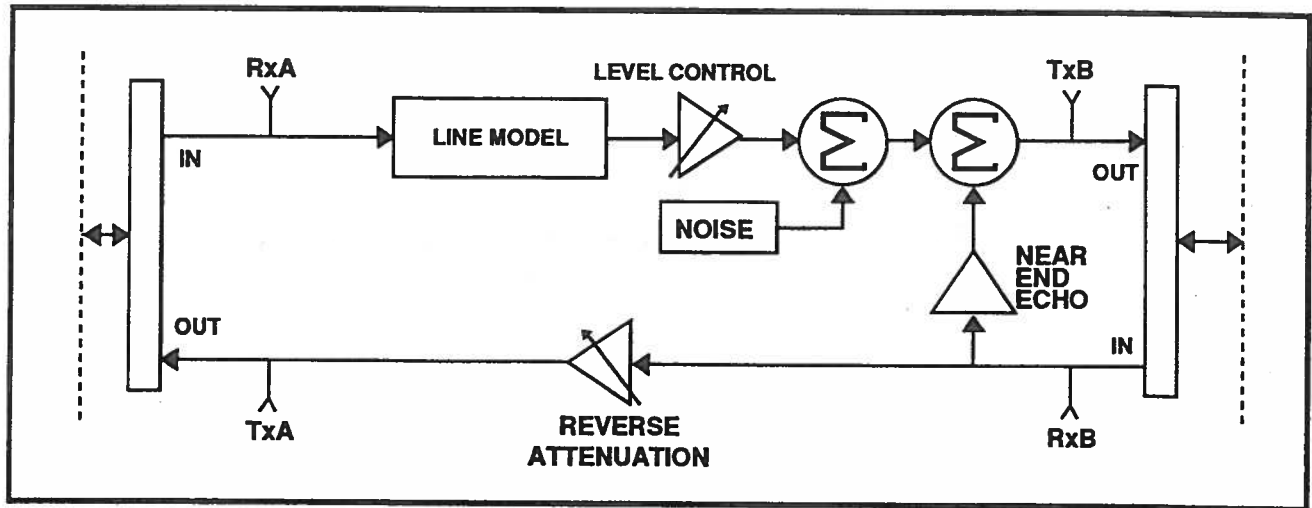 RxA
LEVEL CONTROL
TxB
LINE MODEL
Σ
Σ
IN
OUT
NOISE
NEAR
END
ECHO
OUT
IN
TxA
REVERSE
ATTENUATION
RxB